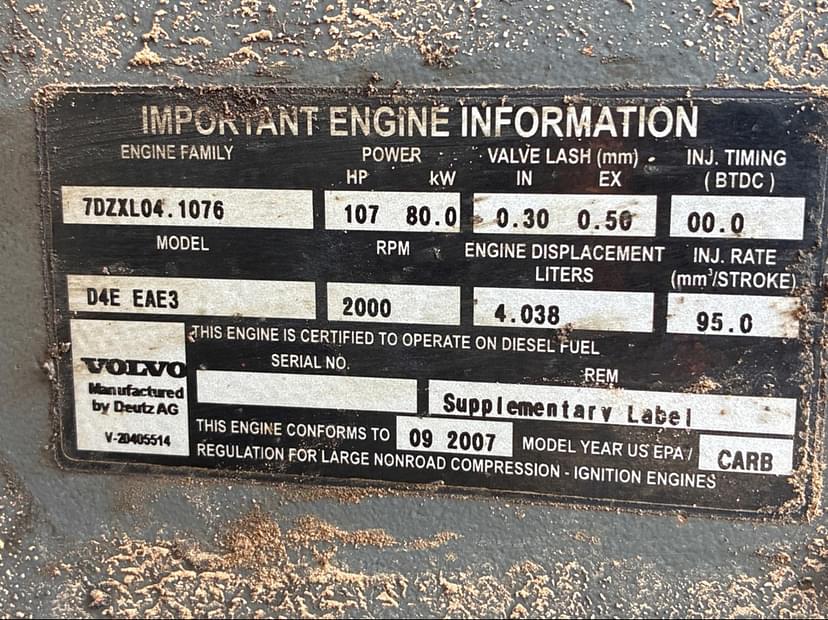 IMPORTANT ENGINE INFORMATION
ENGINE FAMILY POWER VALVE LASH (mm) INJ. TIMING
HP kW IN EX (BTDC)
7DZXL04.1076 107 80.0 0.30 0.50 00.0
MODEL RPM ENGINE DISPLACEMENT INJ. RATE
LITERS (mm³/STROKE)
D4E EAE3 2000 4.038 95.0
THIS ENGINE IS CERTIFIED TO OPERATE ON DIESEL FUEL
SERIAL NO. REM
VOLVO
Manufactured
by Deutz AG
V-20405514
Supplementary Label
THIS ENGINE CONFORMS TO 09 2007 MODEL YEAR US EPA / CARB
REGULATION FOR LARGE NONROAD COMPRESSION - IGNITION ENGINES